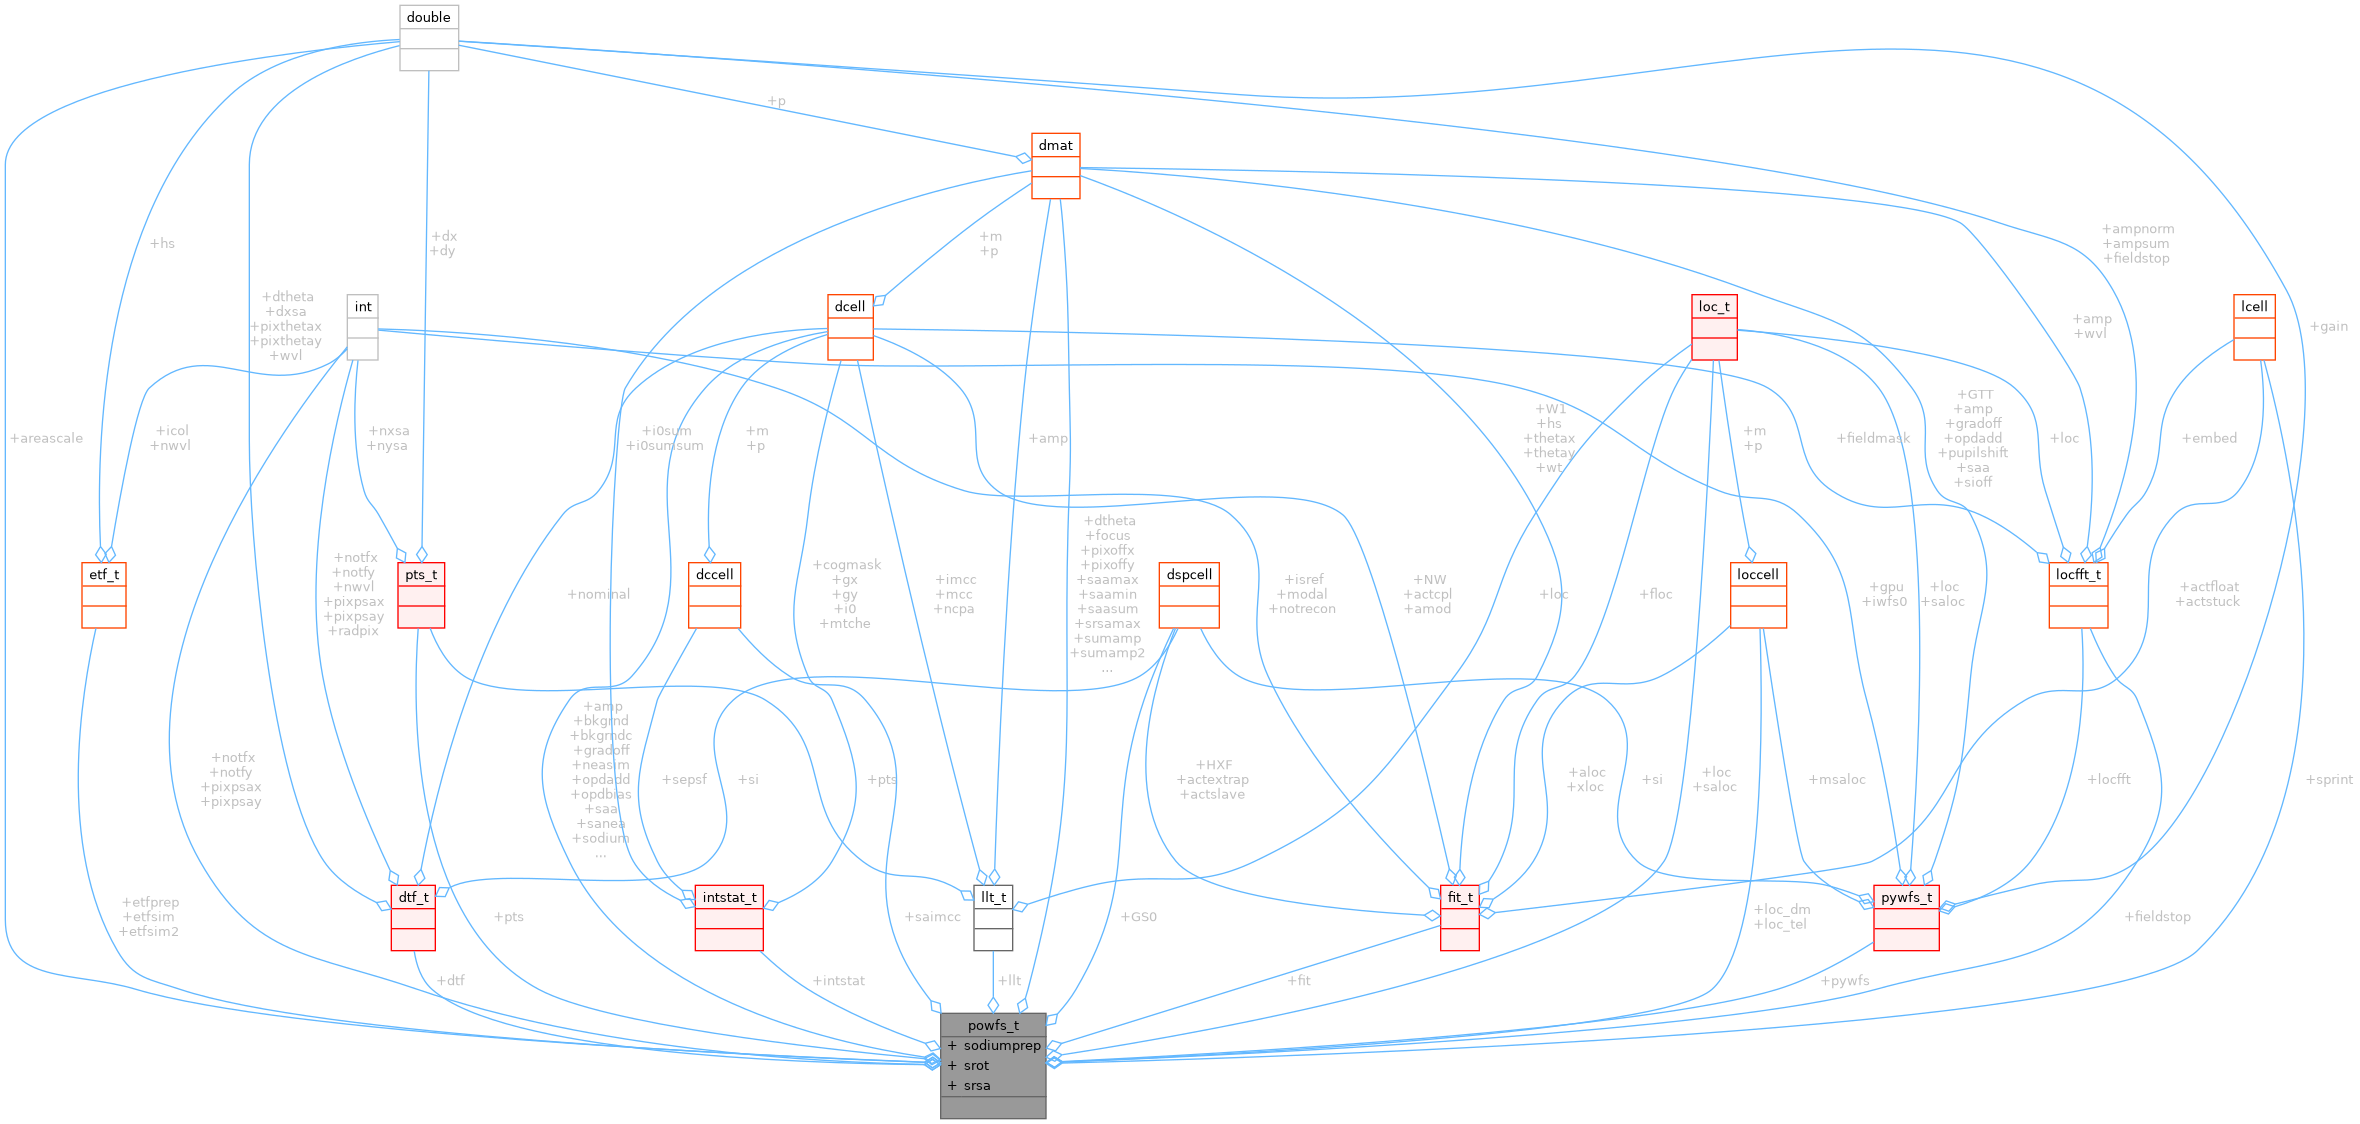 double
+p
dmat
+hs
+dx
+dy
+m
+p
+ampnorm
+ampsum
+fieldstop
+dtheta
+dxsa
+pixthetax
+pixthetay
+wvl
int
dcell
loc_t
lcell
+amp
+wvl
+gain
+areascale
+icol
+nwvl
+nxsa
+nysa
+i0sum
+i0sumsum
+m
+p
+amp
+W1
+hs
+thetax
+thetay
+wt
+m
+p
+fieldmask
+GTT
+amp
+gradoff
+opdadd
+pupilshift
+saa
+sioff
+loc
+embed
etf_t
+notfx
+notfy
+nwvl
+pixpsax
+pixpsay
+radpix
pts_t
+nominal
dccell
+cogmask
+gx
+gy
+i0
+mtche
+imcc
+mcc
+ncpa
+dtheta
+focus
+pixoffx
+pixoffy
+saamax
+saamin
+saasum
+srsamax
+sumamp
+sumamp2
...
dspcell
+isref
+modal
+notrecon
+NW
+actcpl
+amod
+loc
+floc
loccell
+gpu
+iwfs0
+loc
+saloc
locfft_t
+actfloat
+actstuck
+notfx
+notfy
+pixpsax
+pixpsay
+amp
+bkgrnd
+bkgrndc
+gradoff
+neasim
+opdadd
+opdbias
+saa
+sanea
+sodium
...
+sepsf
+si
+pts
+HXF
+actextrap
+actslave
+aloc
+xloc
+si
+loc
+saloc
+msaloc
+locfft
+sprint
+etfprep
+etfsim
+etfsim2
dtf_t
+pts
intstat_t
+saimcc
llt_t
+GS0
fit_t
+loc_dm
+loc_tel
pywfs_t
+fieldstop
+dtf
+intstat
+llt
+fit
+pywfs
powfs_t
+ sodiumprep
+ srot
+ srsa